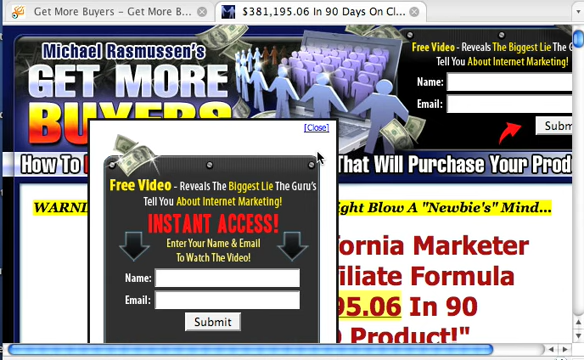 Get More Buyers – Get More B...
$381,195.06 In 90 Days On Cl...
Michael Rasmussen's
GET MORE
BUYERS
Free Video - Reveals The Biggest Lie The Gu
Tell You About Internet Marketing!
Name:
Email:
Subm
How To
That Will Purchase Your Prod
[Close]
Free Video - Reveals The Biggest Lie The Guru's
Tell You About Internet Marketing!
INSTANT ACCESS!
Enter Your Name & Email
To Watch The Video!
Name:
Email:
Submit
WARNI
ight Blow A "Newbie's" Mind...
fornia Marketer
filiate Formula
95.06 In 90
Product!"